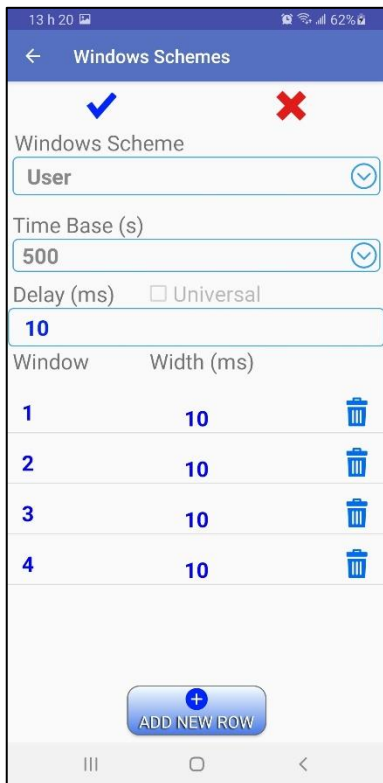 13 h 20 62%
Windows Schemes
Windows Scheme
User
Time Base (s)
500
Delay (ms) Universal
10
Window Width (ms)
1 10
2 10
3 10
4 10
ADD NEW ROW